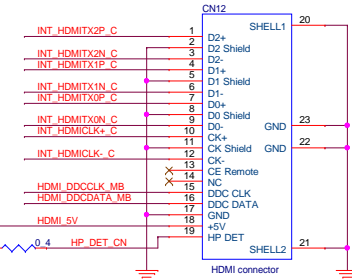 CN12
INT_HDMITX2P_C 1 D2+ SHELL1 20
2 D2 Shield
INT_HDMITX2N_C 3 D2-
INT_HDMITX1P_C 4 D1+
5 D1 Shield
INT_HDMITX1N_C 6 D1-
INT_HDMITX0P_C 7 D0+
8 D0 Shield
INT_HDMITX0N_C 9 D0- GND 23
INT_HDMICLK+_C 10 CK+
11 CK Shield GND 22
INT_HDMICLK-_C 12 CK-
13 CE Remote
14 NC
HDMI_DDCCLK_MB 15 DDC CLK
HDMI_DDCDATA_MB 16 DDC DATA
17 GND
HDMI_5V 18 +5V
0_4 HP_DET_CN 19 HP DET
SHELL2 21
HDMI connector